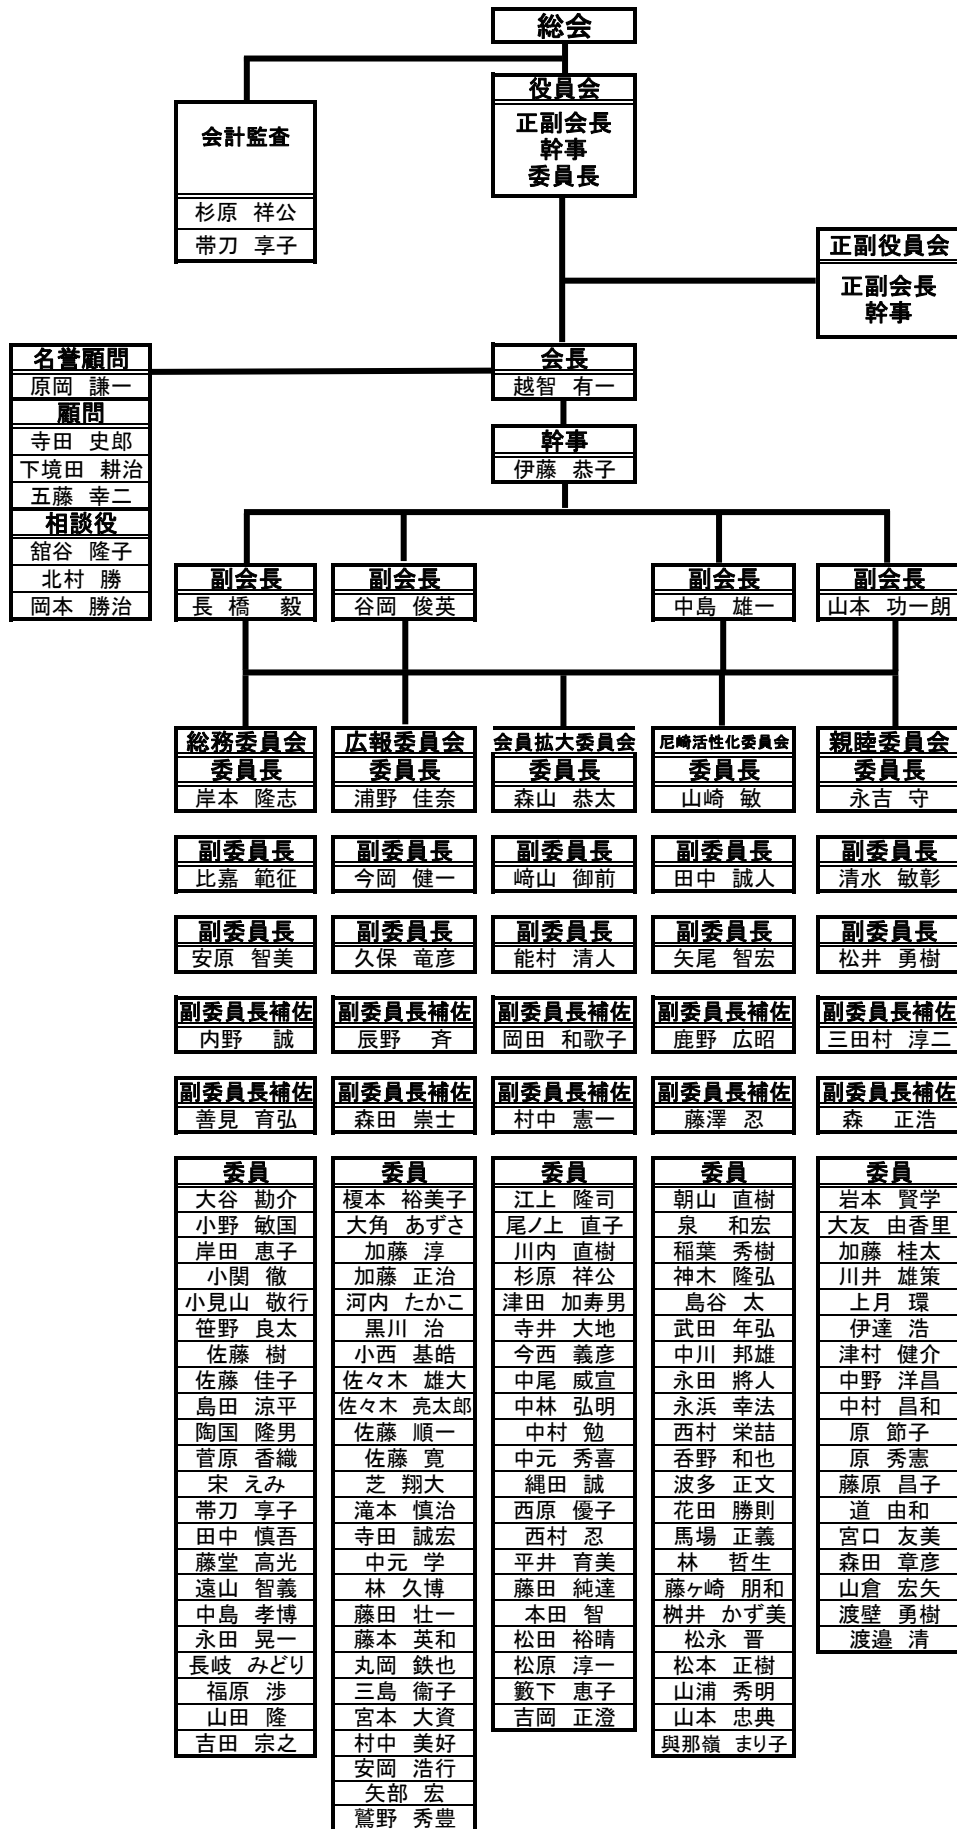 総会
役員会
正副会長
幹事
委員長
会計監査
杉原 祥公
帯刀 享子
正副役員会
正副会長
幹事
名誉顧問
原岡 謙一
顧問
寺田 史郎
下境田 耕治
五藤 幸二
相談役
舘谷 隆子
北村 勝
岡本 勝治
会長
越智 有一
幹事
伊藤 恭子
副会長
長橋 毅
副会長
谷岡 俊英
副会長
中島 雄一
副会長
山本 功一朗
総務委員会
委員長
岸本 隆志
副委員長
比嘉 範征
副委員長
安原 智美
副委員長補佐
内野 誠
副委員長補佐
善見 育弘
委員
大谷 勘介
小野 敏国
岸田 恵子
小関 徹
小見山 敬行
笹野 良太
佐藤 樹
佐藤 佳子
島田 涼平
陶国 隆男
菅原 香織
宋 えみ
帯刀 享子
田中 慎吾
藤堂 高光
遠山 智義
中島 孝博
永田 晃一
長岐 みどり
福原 渉
山田 隆
吉田 宗之
広報委員会
委員長
浦野 佳奈
副委員長
今岡 健一
副委員長
久保 竜彦
副委員長補佐
辰野 斉
副委員長補佐
森田 崇士
委員
榎本 裕美子
大角 あずさ
加藤 淳
加藤 正治
河内 たかこ
黒川 治
小西 基皓
佐々木 雄大
佐々木 亮太郎
佐藤 順一
佐藤 寛
芝 翔大
滝本 慎治
寺田 誠宏
中元 学
林 久博
藤田 壮一
藤本 英和
丸岡 鉄也
三島 衞子
宮本 大資
村中 美好
安岡 浩行
矢部 宏
鷲野 秀豊
会員拡大委員会
委員長
森山 恭太
副委員長
﨑山 御前
副委員長
能村 清人
副委員長補佐
岡田 和歌子
副委員長補佐
村中 憲一
委員
江上 隆司
尾ノ上 直子
川内 直樹
杉原 祥公
津田 加寿男
寺井 大地
今西 義彦
中尾 威宣
中林 弘明
中村 勉
中元 秀喜
縄田 誠
西原 優子
西村 忍
平井 育美
藤田 純達
本田 智
松田 裕晴
松原 淳一
籔下 恵子
吉岡 正澄
尼崎活性化委員会
委員長
山崎 敏
副委員長
田中 誠人
副委員長
矢尾 智宏
副委員長補佐
鹿野 広昭
副委員長補佐
藤澤 忍
委員
朝山 直樹
泉 和宏
稲葉 秀樹
神木 隆弘
島谷 太
武田 年弘
中川 邦雄
永田 將人
永浜 幸法
西村 栄喆
呑野 和也
波多 正文
花田 勝則
馬場 正義
林 哲生
藤ヶ崎 朋和
桝井 かず美
松永 晋
松本 正樹
山浦 秀明
山本 忠典
與那嶺 まり子
親睦委員会
委員長
永吉 守
副委員長
清水 敏彰
副委員長
松井 勇樹
副委員長補佐
三田村 淳二
副委員長補佐
森 正浩
委員
岩本 賢学
大友 由香里
加藤 桂太
川井 雄策
上月 環
伊達 浩
津村 健介
中野 洋昌
中村 昌和
原 節子
原 秀憲
藤原 昌子
道 由和
宮口 友美
森田 章彦
山倉 宏矢
渡壁 勇樹
渡邉 清